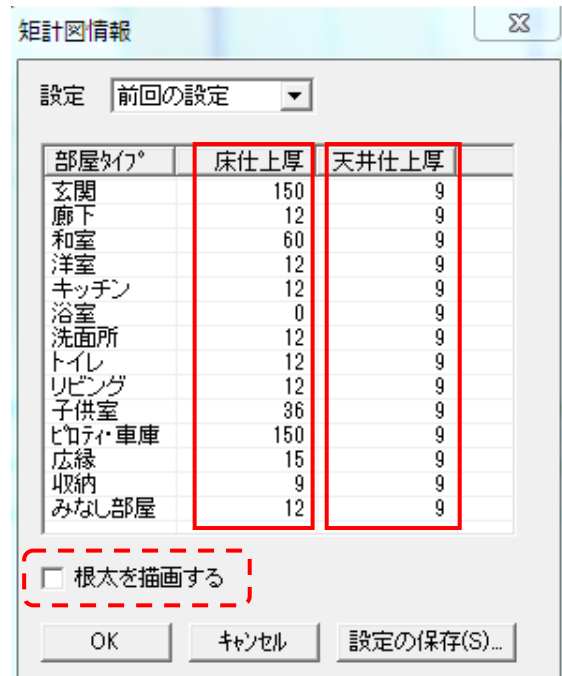 矩計図情報
設定 前回の設定
部屋ﾀｲﾌﾟ 床仕上厚 天井仕上厚
玄関 150 9
廊下 12 9
和室 60 9
洋室 12 9
キッチン 12 9
浴室 0 9
洗面所 12 9
トイレ 12 9
リビング 12 9
子供室 36 9
ﾋﾟﾛﾃｨ･車庫 150 9
広縁 15 9
収納 9 9
みなし部屋 12 9
根太を描画する
OK ｷｬﾝｾﾙ 設定の保存(S)...